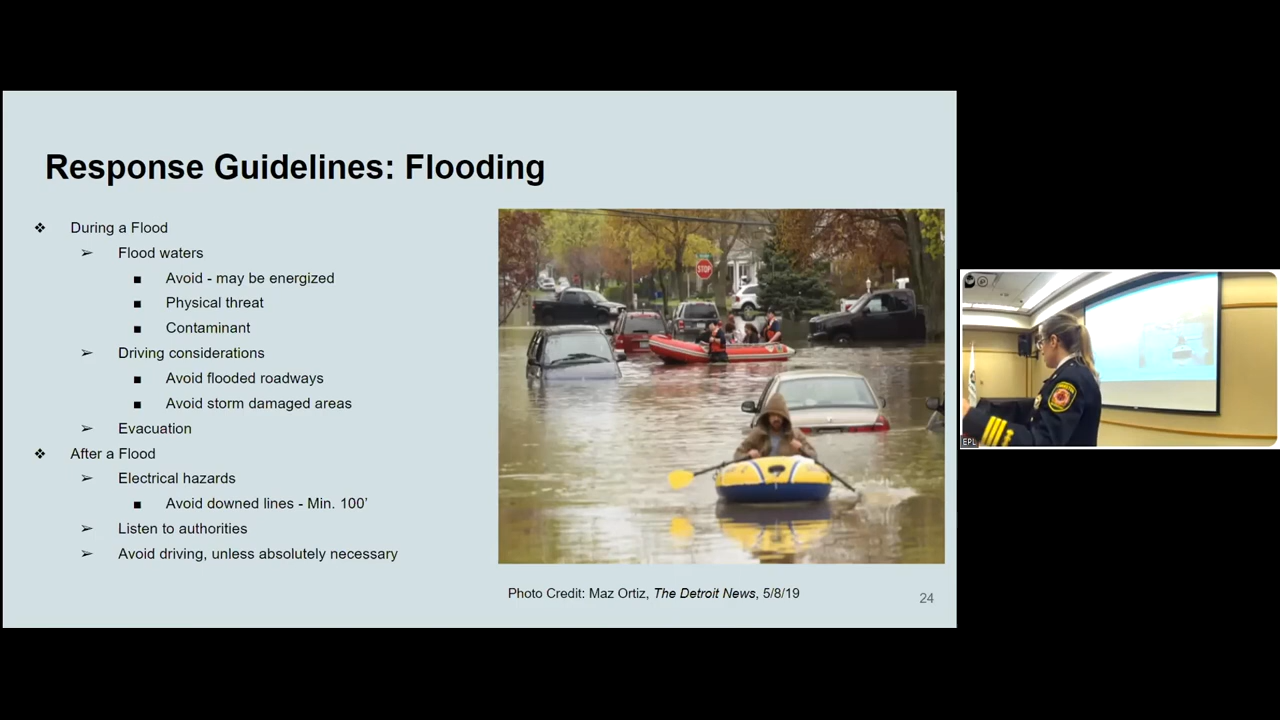 Response Guidelines: Flooding
❖ During a Flood
➢ Flood waters
■ Avoid - may be energized
■ Physical threat
■ Contaminant
➢ Driving considerations
■ Avoid flooded roadways
■ Avoid storm damaged areas
➢ Evacuation
❖ After a Flood
➢ Electrical hazards
■ Avoid downed lines - Min. 100’
➢ Listen to authorities
➢ Avoid driving, unless absolutely necessary
STOP
Photo Credit: Maz Ortiz, The Detroit News, 5/8/19
24
EPL